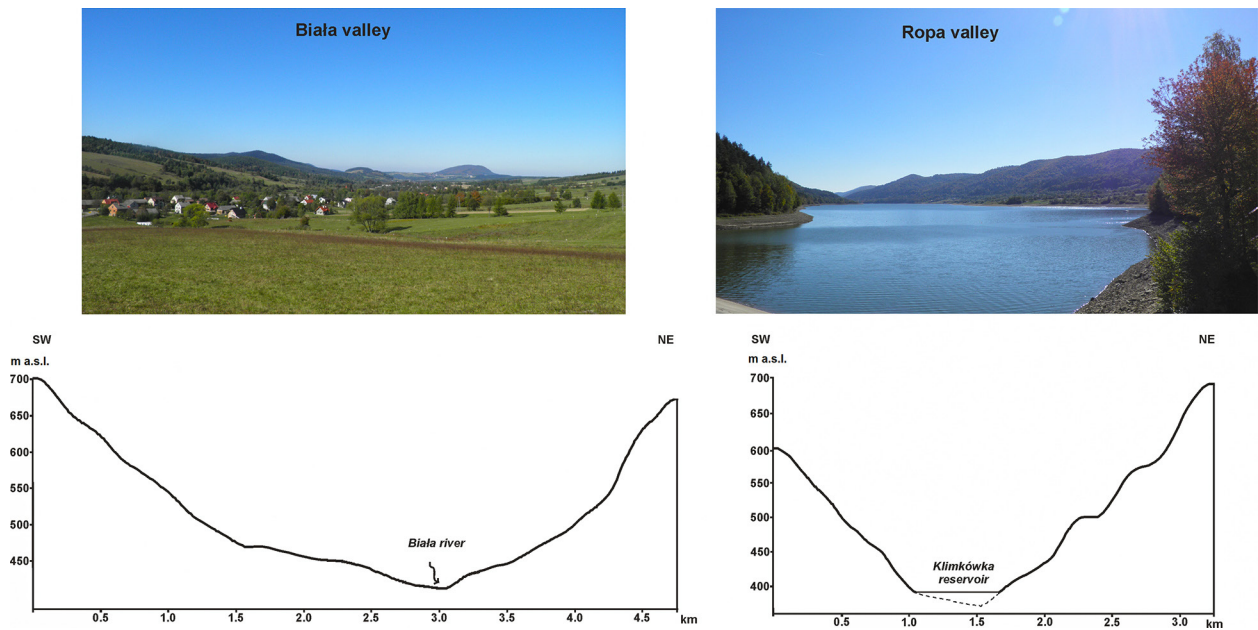 Biała valley
Ropa valley
SW
NE
m a.s.l.
700
650
600
550
500
450
Biała river
0.5
1.0
1.5
2.0
2.5
3.0
3.5
4.0
4.5
km
SW
NE
m a.s.l.
700
650
600
550
500
450
400
Klimkówka
reservoir
0.5
1.0
1.5
2.0
2.5
3.0
km